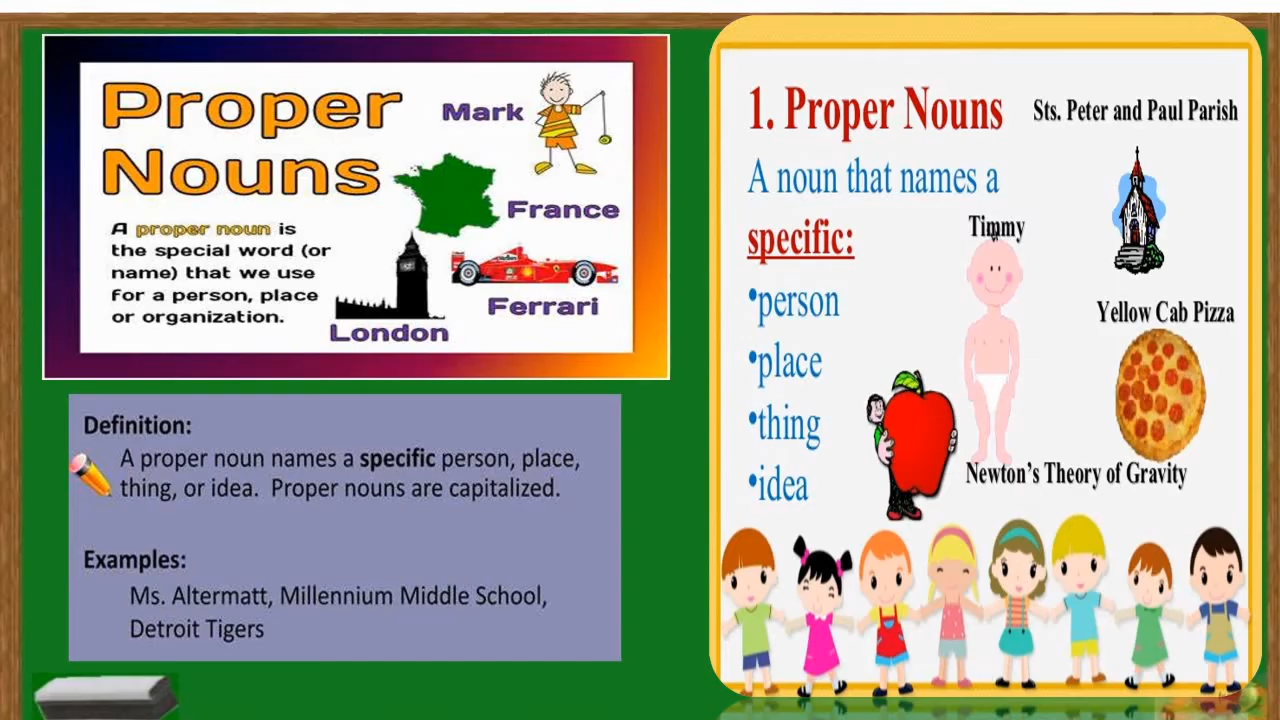 Proper
Nouns
A proper noun is
the special word (or
name) that we use
for a person, place
or organization.
Mark
France
Ferrari
London
Definition:
A proper noun names a specific person, place,
thing, or idea. Proper nouns are capitalized.
Examples:
Ms. Altermatt, Millennium Middle School,
Detroit Tigers
1. Proper Nouns
Sts. Peter and Paul Parish
A noun that names a
specific:
•person
•place
•thing
•idea
Timmy
Yellow Cab Pizza
Newton's Theory of Gravity